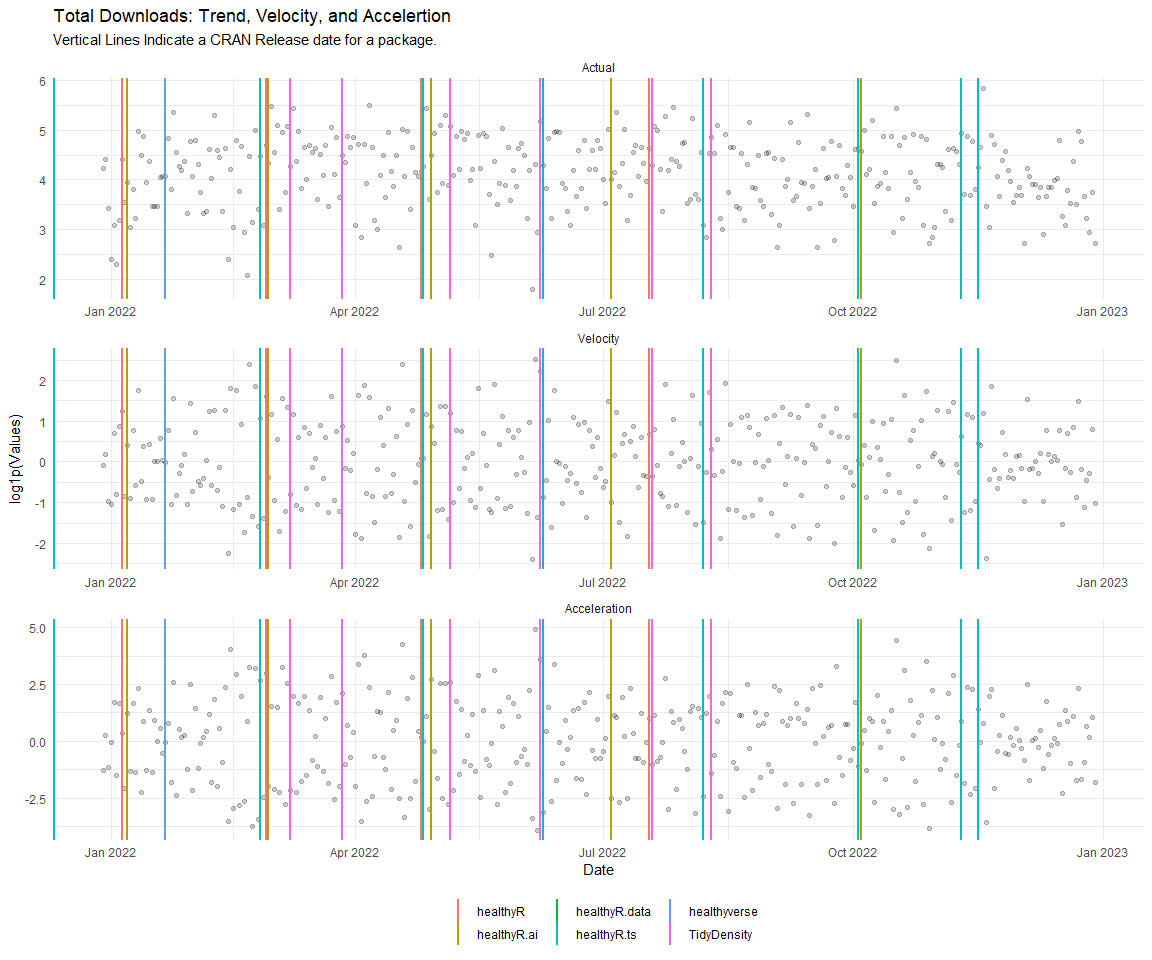 Total Downloads: Trend, Velocity, and Accelertion
Vertical Lines Indicate a CRAN Release date for a package.
Actual
6
5
4
3
2
Jan 2022 Apr 2022 Jul 2022 Oct 2022 Jan 2023
Velocity
2
1
0
-1
-2
Jan 2022 Apr 2022 Jul 2022 Oct 2022 Jan 2023
log1p(Values)
Acceleration
5.0
2.5
0.0
-2.5
Jan 2022 Apr 2022 Jul 2022 Oct 2022 Jan 2023
Date
healthyR healthyR.data healthyverse
healthyR.ai healthyR.ts TidyDensity